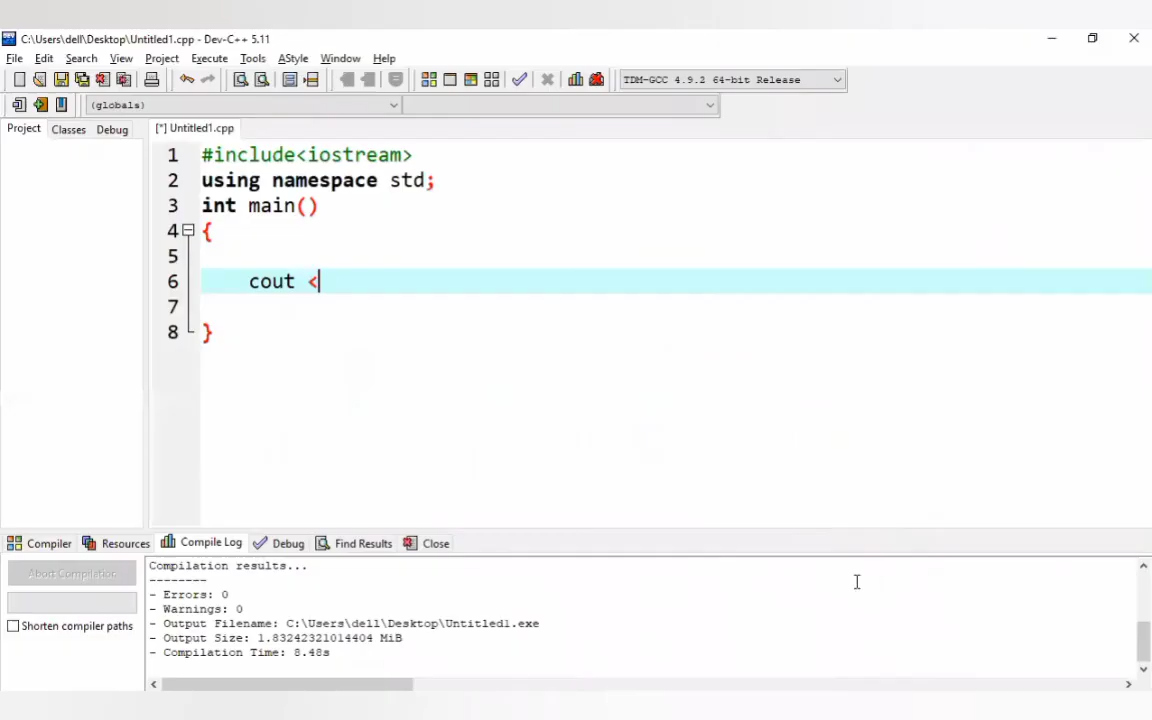 C:\Users\dell\Desktop\Untitled1.cpp - Dev-C++ 5.11
File Edit Search View Project Execute Tools AStyle Window Help
TDM-GCC 4.9.2 64-bit Release
(globals)
Project Classes Debug [*] Untitled1.cpp
1 #include<iostream>
2 using namespace std;
3 int main()
4 {
5
6 cout <
7
8 }
Compiler Resources Compile Log Debug Find Results Close
Abort Compilation
Shorten compiler paths
Compilation results...
--------
- Errors: 0
- Warnings: 0
- Output Filename: C:\Users\dell\Desktop\Untitled1.exe
- Output Size: 1.83242321014404 MiB
- Compilation Time: 8.48s